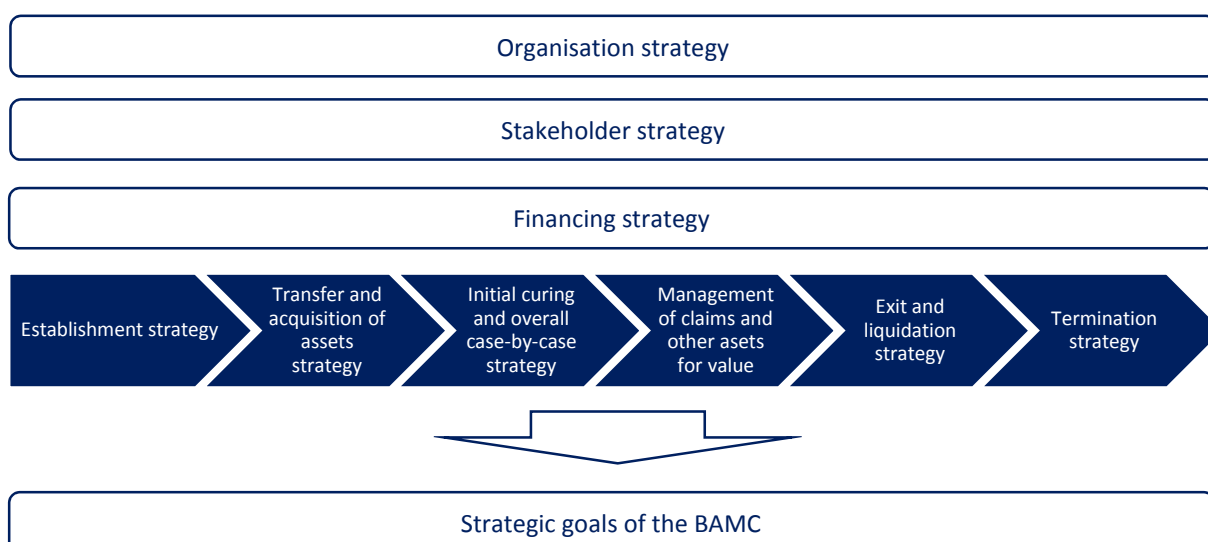 Organisation strategy
Stakeholder strategy
Financing strategy
Establishment strategy
Transfer and
acquisition of
assets
strategy
Initial curing
and overall
case-by-case
strategy
Management
of claims and
other asets
for value
Exit and
liquidation
strategy
Termination
strategy
Strategic goals of the BAMC